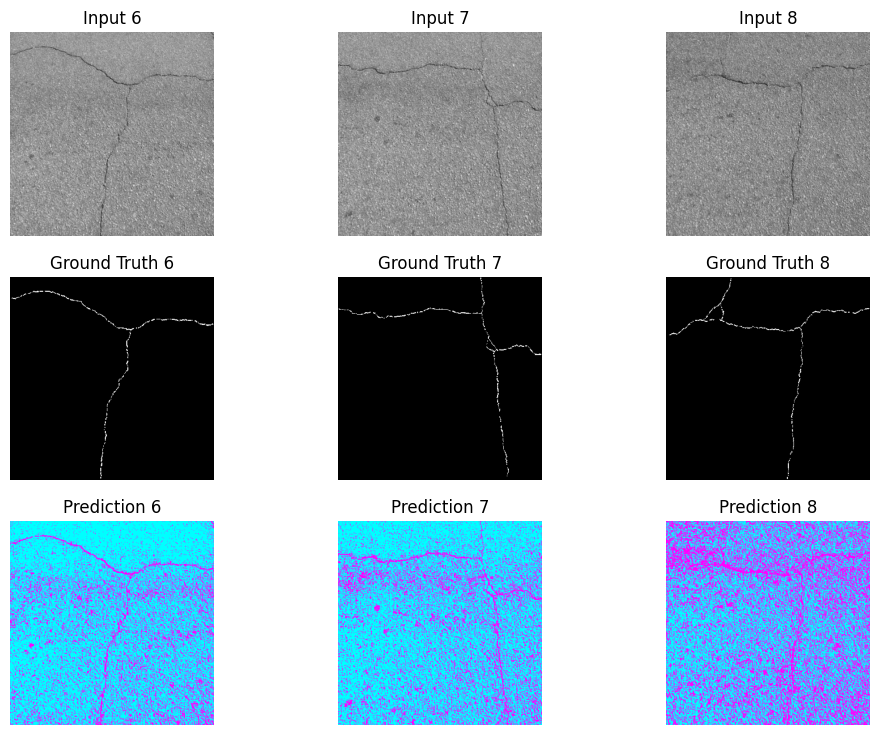 Input 6
Input 7
Input 8
Ground Truth 6
Ground Truth 7
Ground Truth 8
Prediction 6
Prediction 7
Prediction 8